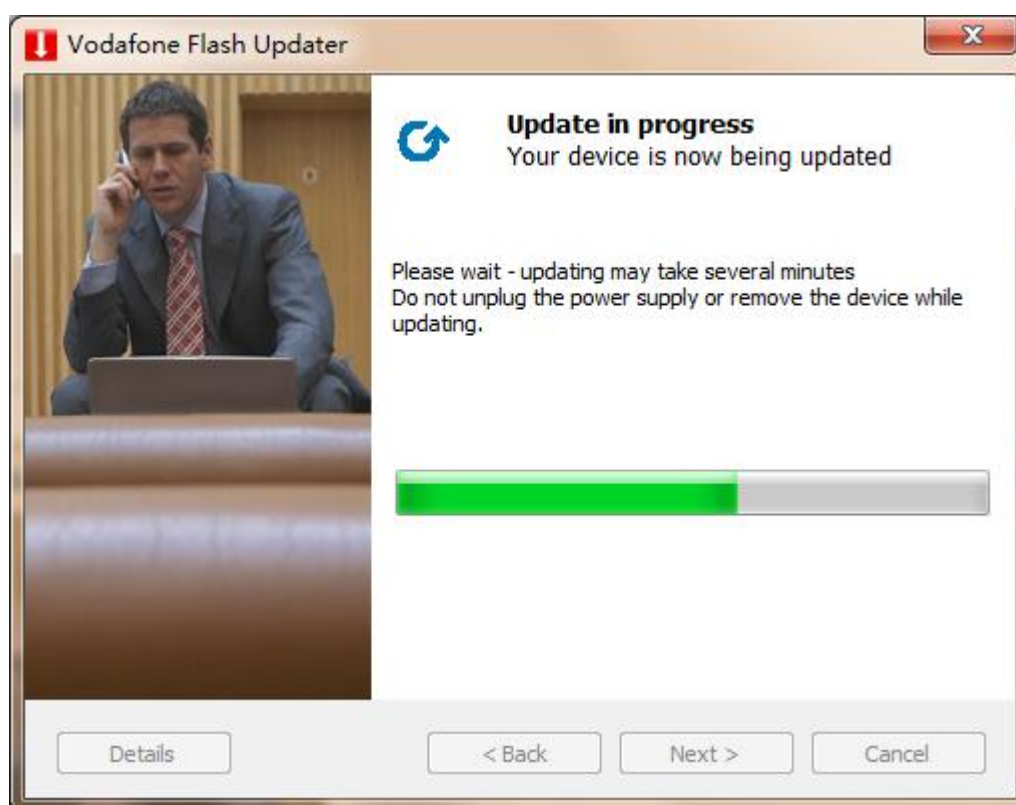 Vodafone Flash Updater
Update in progress
Your device is now being updated
Please wait - updating may take several minutes
Do not unplug the power supply or remove the device while
updating.
Details
< Back
Next >
Cancel